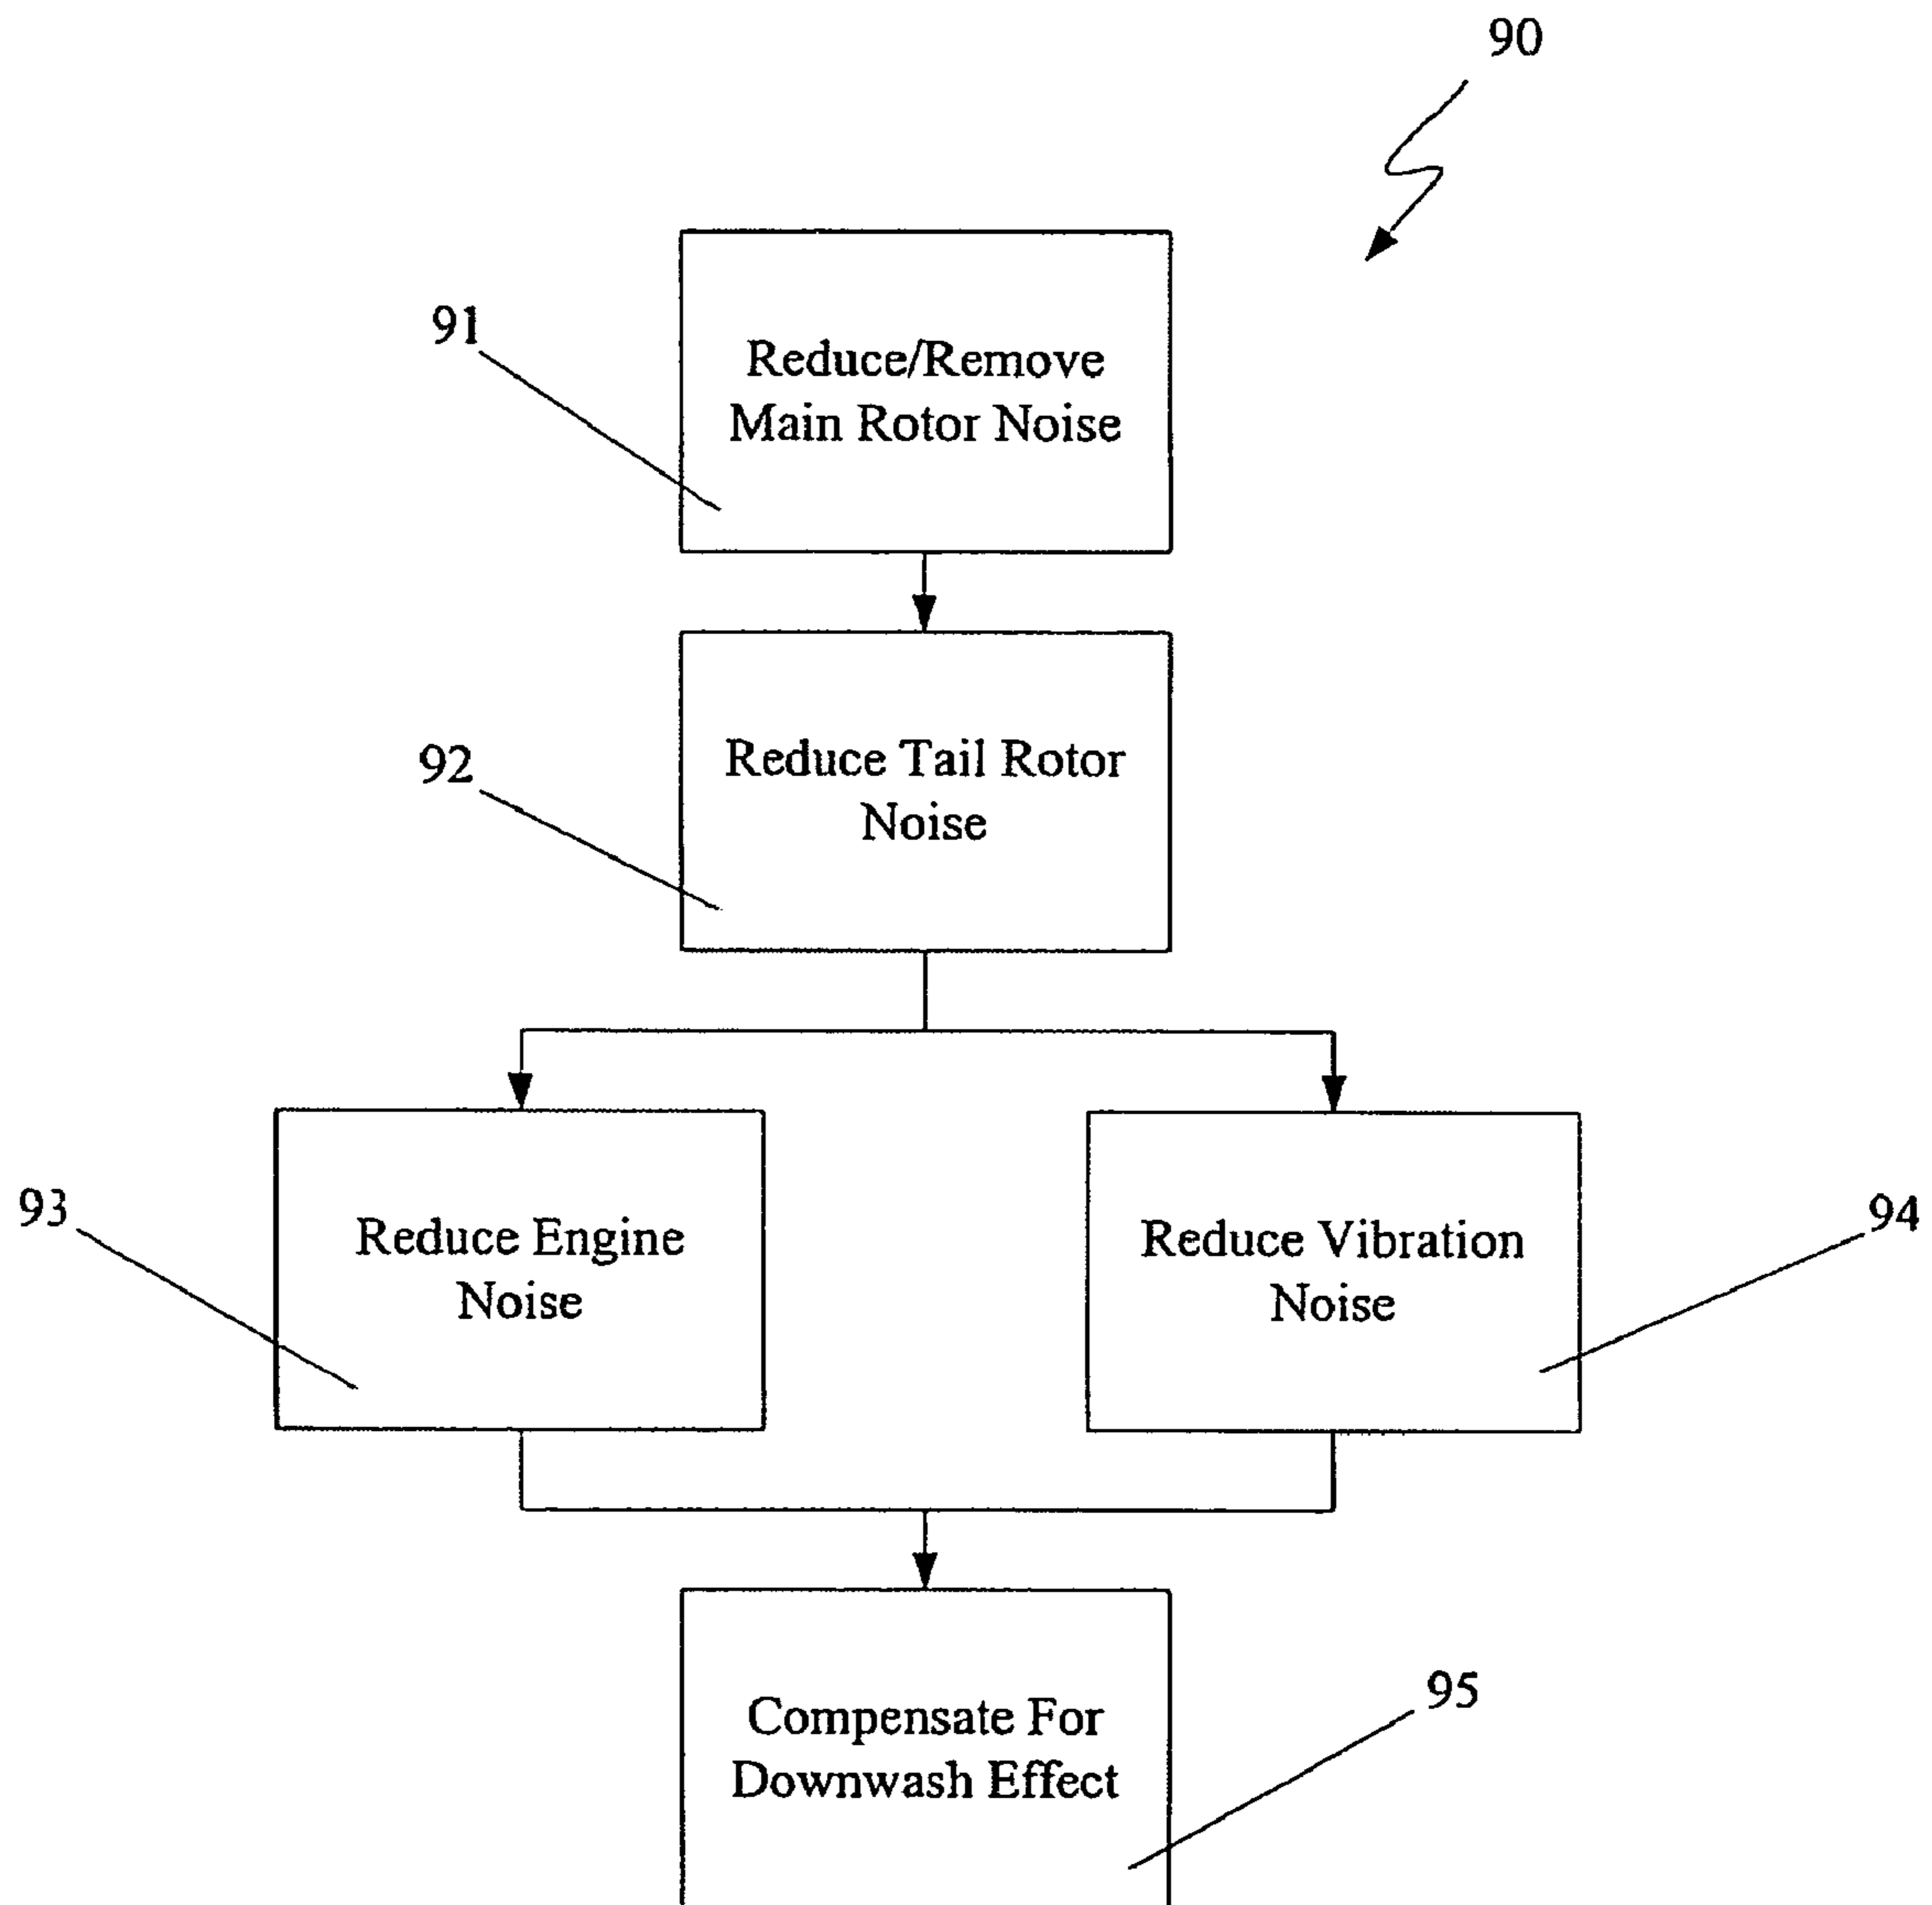 90
91
Reduce/Remove
Main Rotor Noise
92
Reduce Tail Rotor
Noise
93
Reduce Engine
Noise
94
Reduce Vibration
Noise
95
Compensate For
Downwash Effect